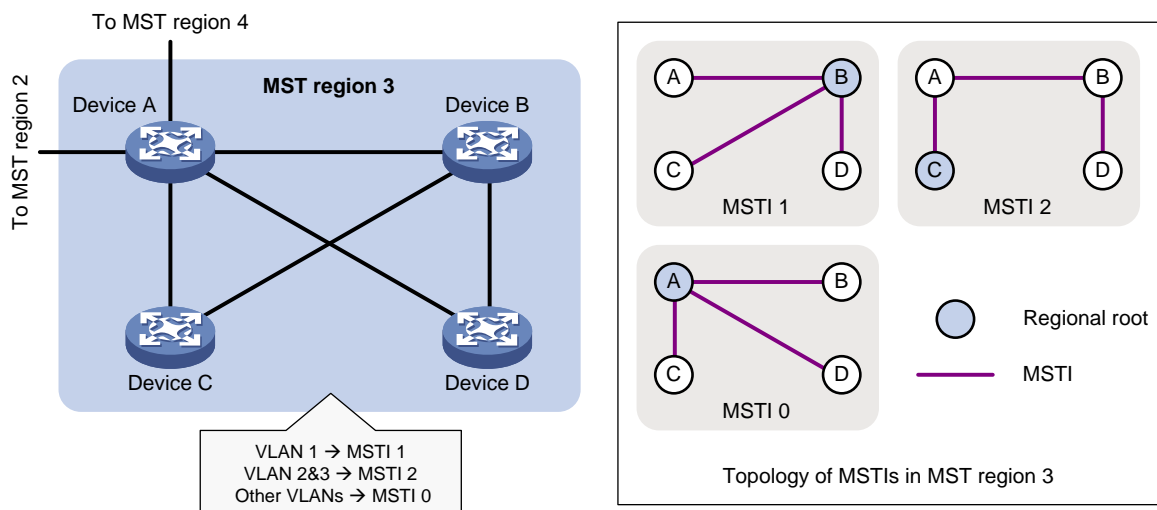 To MST region 4
To MST region 2
MST region 3
Device A
Device B
Device C
Device D
VLAN 1 → MSTI 1
VLAN 2&3 → MSTI 2
Other VLANs → MSTI 0
A
B
C
D
MSTI 1
A
B
C
D
MSTI 2
A
B
C
D
MSTI 0
Regional root
MSTI
Topology of MSTIs in MST region 3